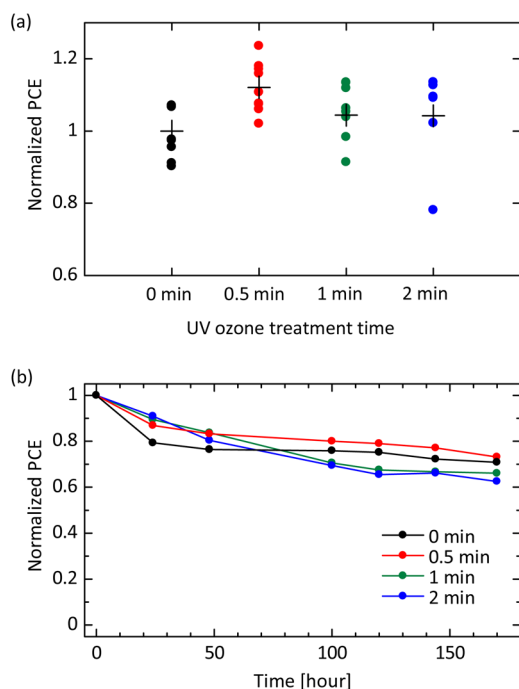 (a)
Normalized PCE
1.2
1
0.8
0.6
0 min 0.5 min 1 min 2 min
UV ozone treatment time
(b)
Normalized PCE
1
0.8
0.6
0.4
0.2
0
0 min
0.5 min
1 min
2 min
0 50 100 150
Time [hour]